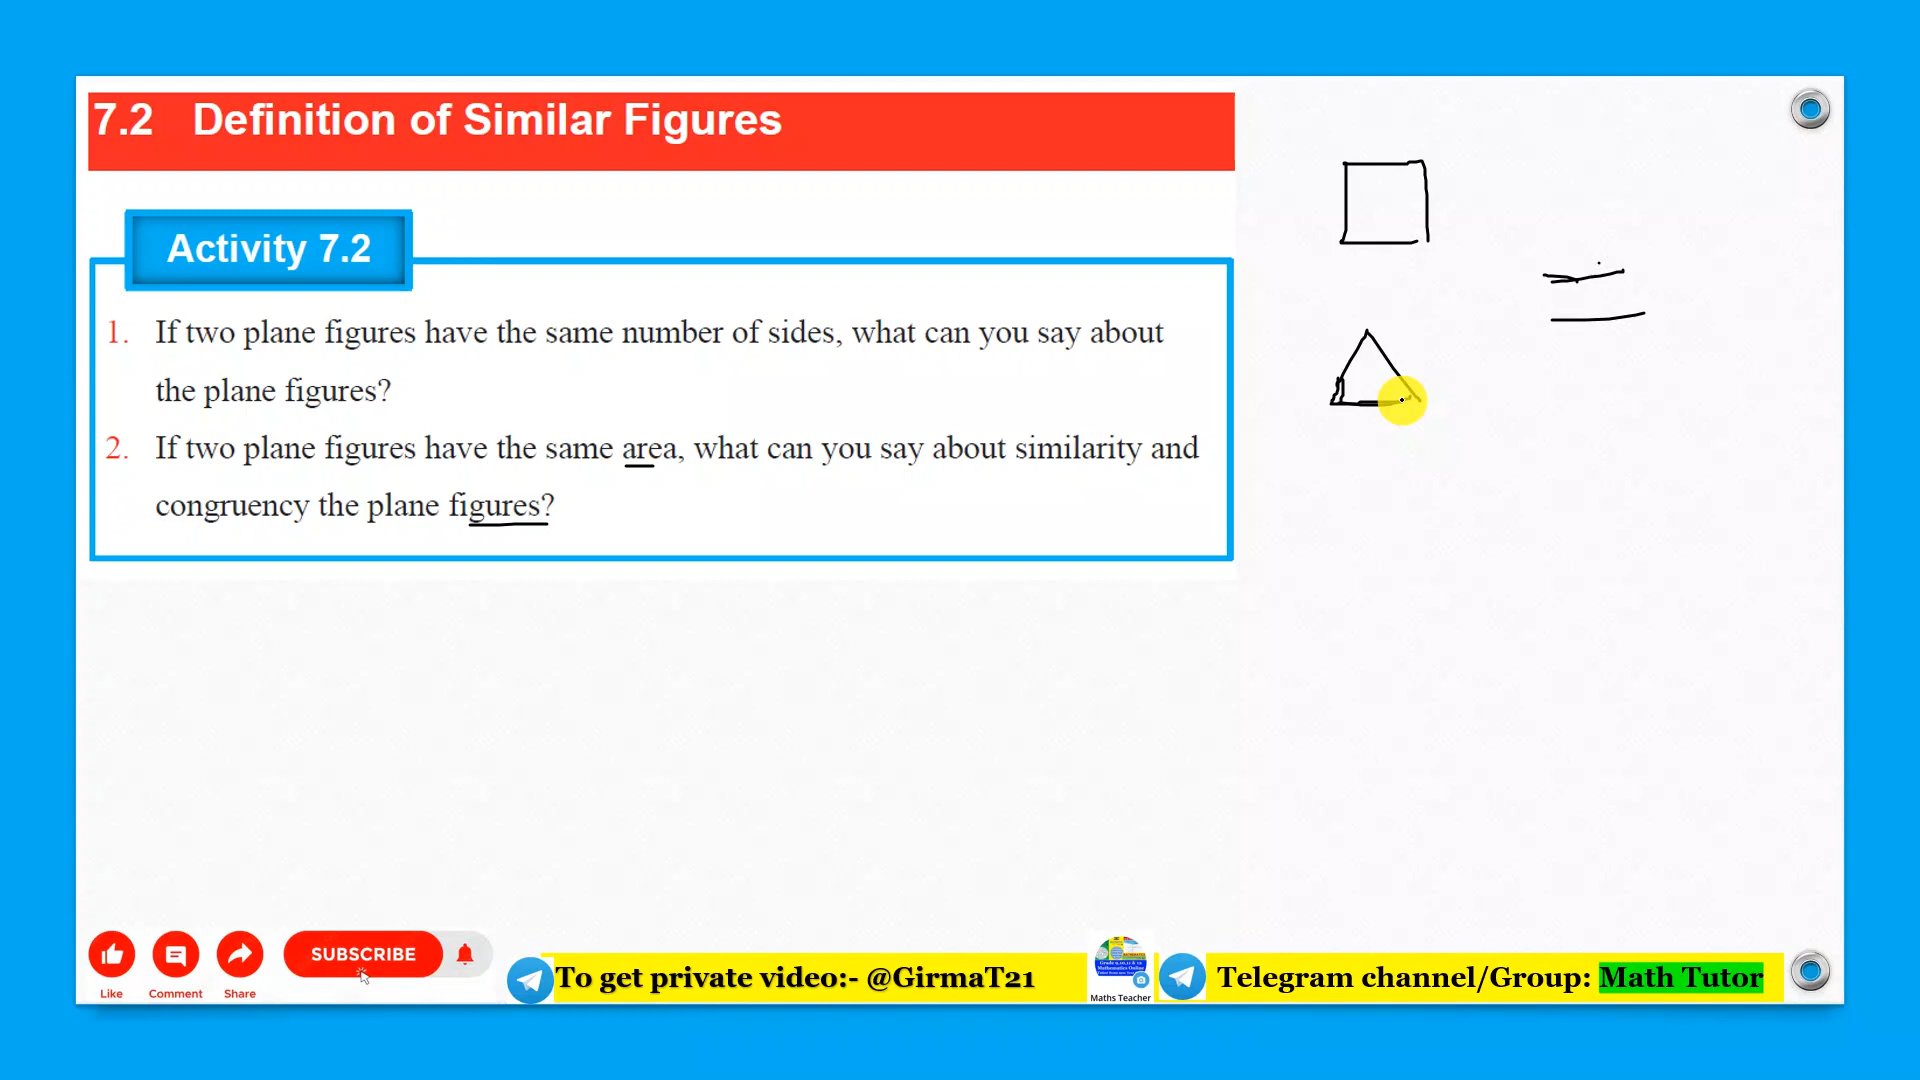 7.2 Definition of Similar Figures
Activity 7.2
1. If two plane figures have the same number of sides, what can you say about
the plane figures?
2. If two plane figures have the same area, what can you say about similarity and
congruency the plane figures?
SUBSCRIBE
Like Comment Share
To get private video:- @GirmaT21
Maths Teacher
Telegram channel/Group: Math Tutor